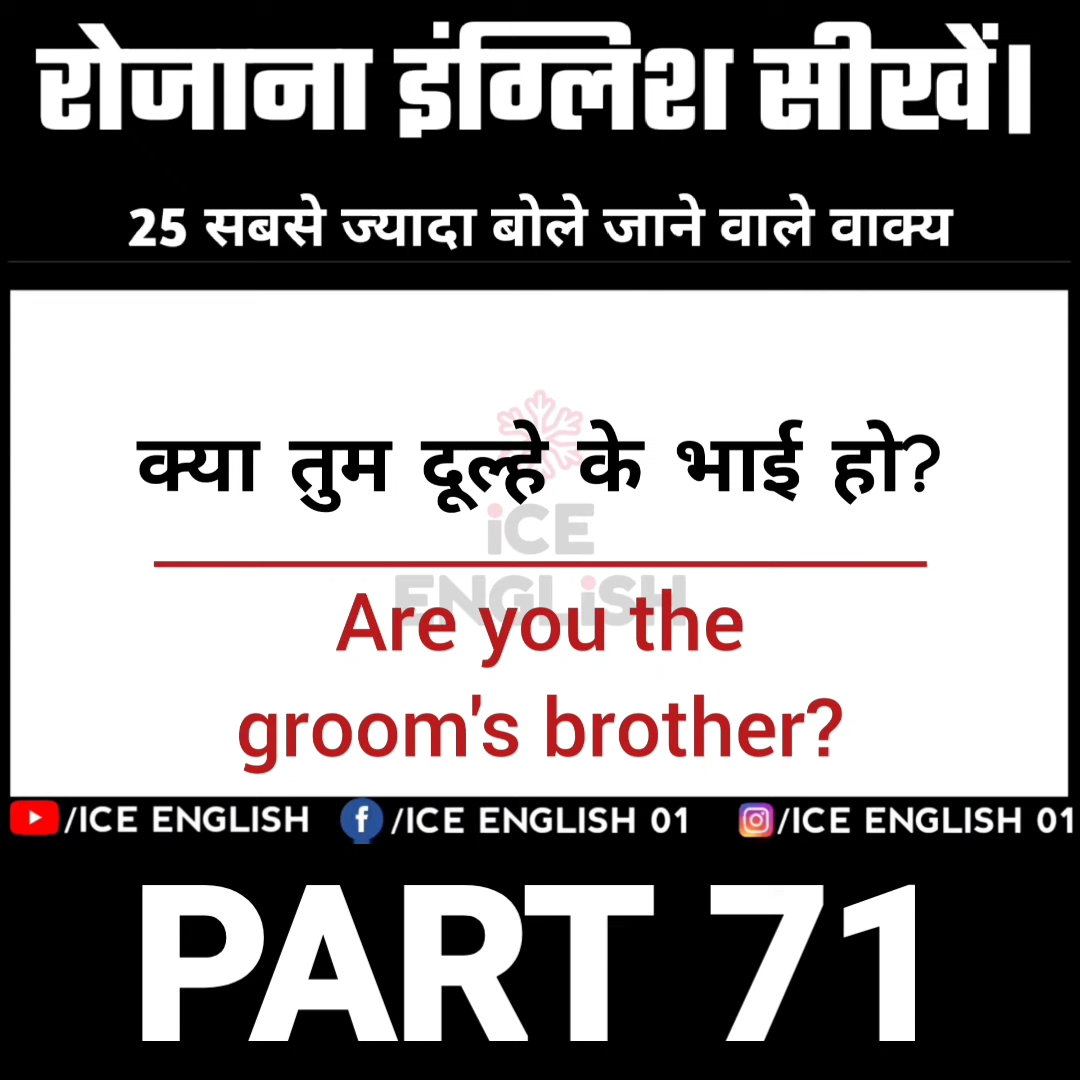 रोजाना इंग्लिश सीखें।
25 सबसे ज्यादा बोले जाने वाले वाक्य
क्या तुम दूल्हे के भाई हो?
iCE
ENGLiSH
Are you the
groom's brother?
/ICE ENGLISH /ICE ENGLISH 01 /ICE ENGLISH 01
PART 71